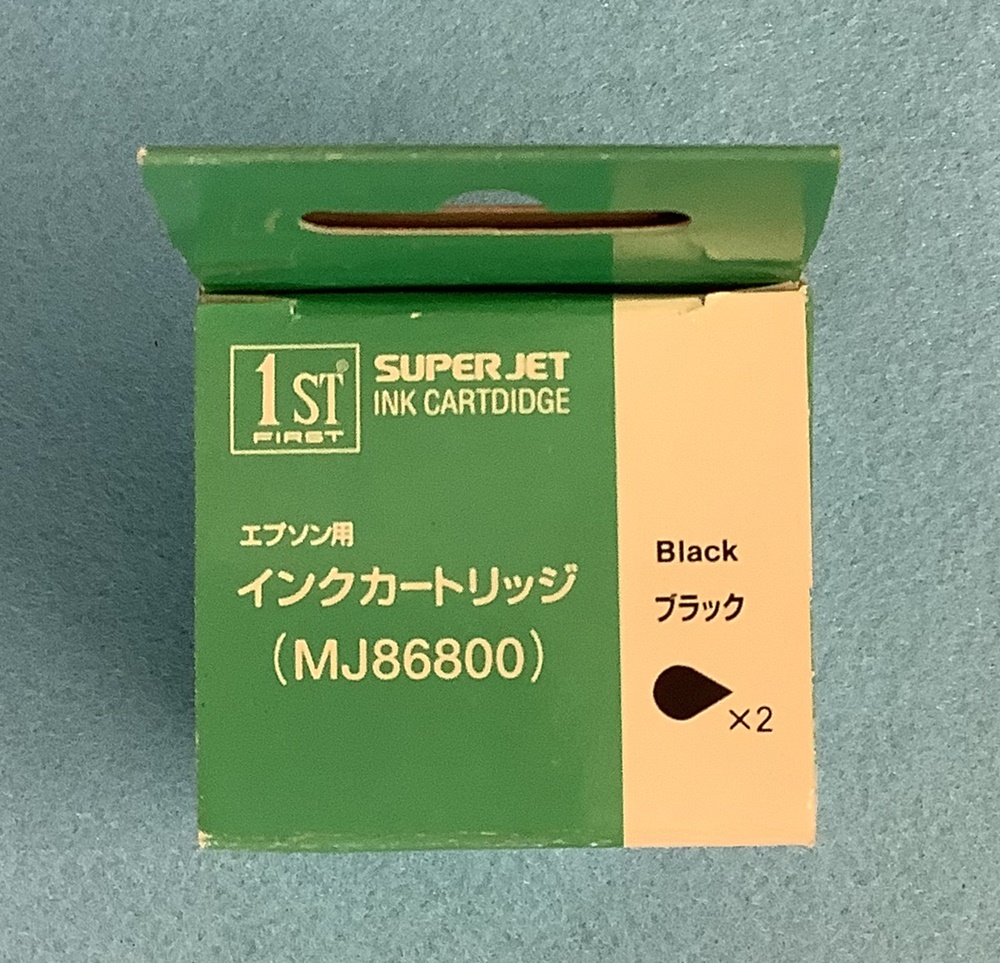 1ST
FIRST
SUPER JET
INK CARTDIDGE
エプソン用
インクカートリッジ
(MJ86800)
Black
ブラック
×2